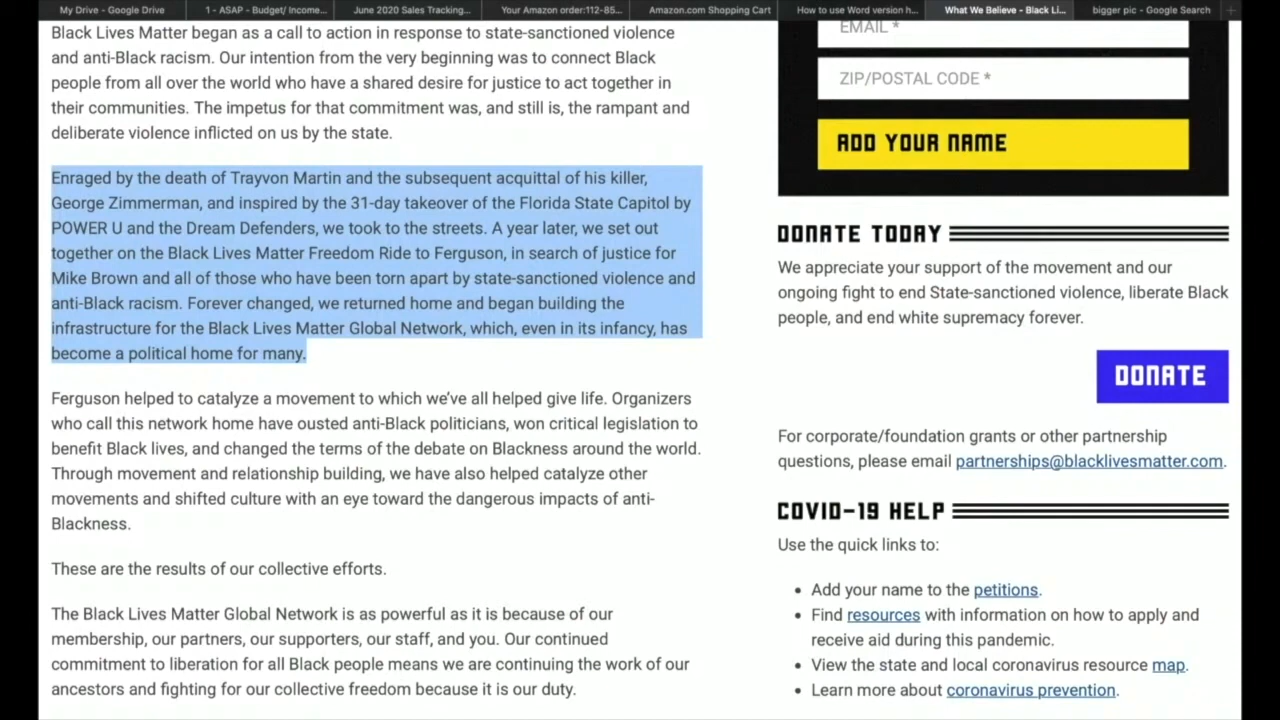 My Drive - Google Drive
1 - ASAP - Budget/ Income...
June 2020 Sales Tracking...
Your Amazon order:112-85...
Amazon.com Shopping Cart
How to use Word version h...
What We Believe - Black Li...
bigger pic - Google Search
Black Lives Matter began as a call to action in response to state-sanctioned violence
and anti-Black racism. Our intention from the very beginning was to connect Black
people from all over the world who have a shared desire for justice to act together in
their communities. The impetus for that commitment was, and still is, the rampant and
deliberate violence inflicted on us by the state.
Enraged by the death of Trayvon Martin and the subsequent acquittal of his killer,
George Zimmerman, and inspired by the 31-day takeover of the Florida State Capitol by
POWER U and the Dream Defenders, we took to the streets. A year later, we set out
together on the Black Lives Matter Freedom Ride to Ferguson, in search of justice for
Mike Brown and all of those who have been torn apart by state-sanctioned violence and
anti-Black racism. Forever changed, we returned home and began building the
infrastructure for the Black Lives Matter Global Network, which, even in its infancy, has
become a political home for many.
Ferguson helped to catalyze a movement to which we've all helped give life. Organizers
who call this network home have ousted anti-Black politicians, won critical legislation to
benefit Black lives, and changed the terms of the debate on Blackness around the world.
Through movement and relationship building, we have also helped catalyze other
movements and shifted culture with an eye toward the dangerous impacts of anti-
Blackness.
These are the results of our collective efforts.
The Black Lives Matter Global Network is as powerful as it is because of our
membership, our partners, our supporters, our staff, and you. Our continued
commitment to liberation for all Black people means we are continuing the work of our
ancestors and fighting for our collective freedom because it is our duty.
EMAIL *
ZIP/POSTAL CODE *
ADD YOUR NAME
DONATE TODAY
We appreciate your support of the movement and our
ongoing fight to end State-sanctioned violence, liberate Black
people, and end white supremacy forever.
DONATE
For corporate/foundation grants or other partnership
questions, please email partnerships@blacklivesmatter.com.
COVID-19 HELP
Use the quick links to:
• Add your name to the petitions.
• Find resources with information on how to apply and
receive aid during this pandemic.
• View the state and local coronavirus resource map.
• Learn more about coronavirus prevention.